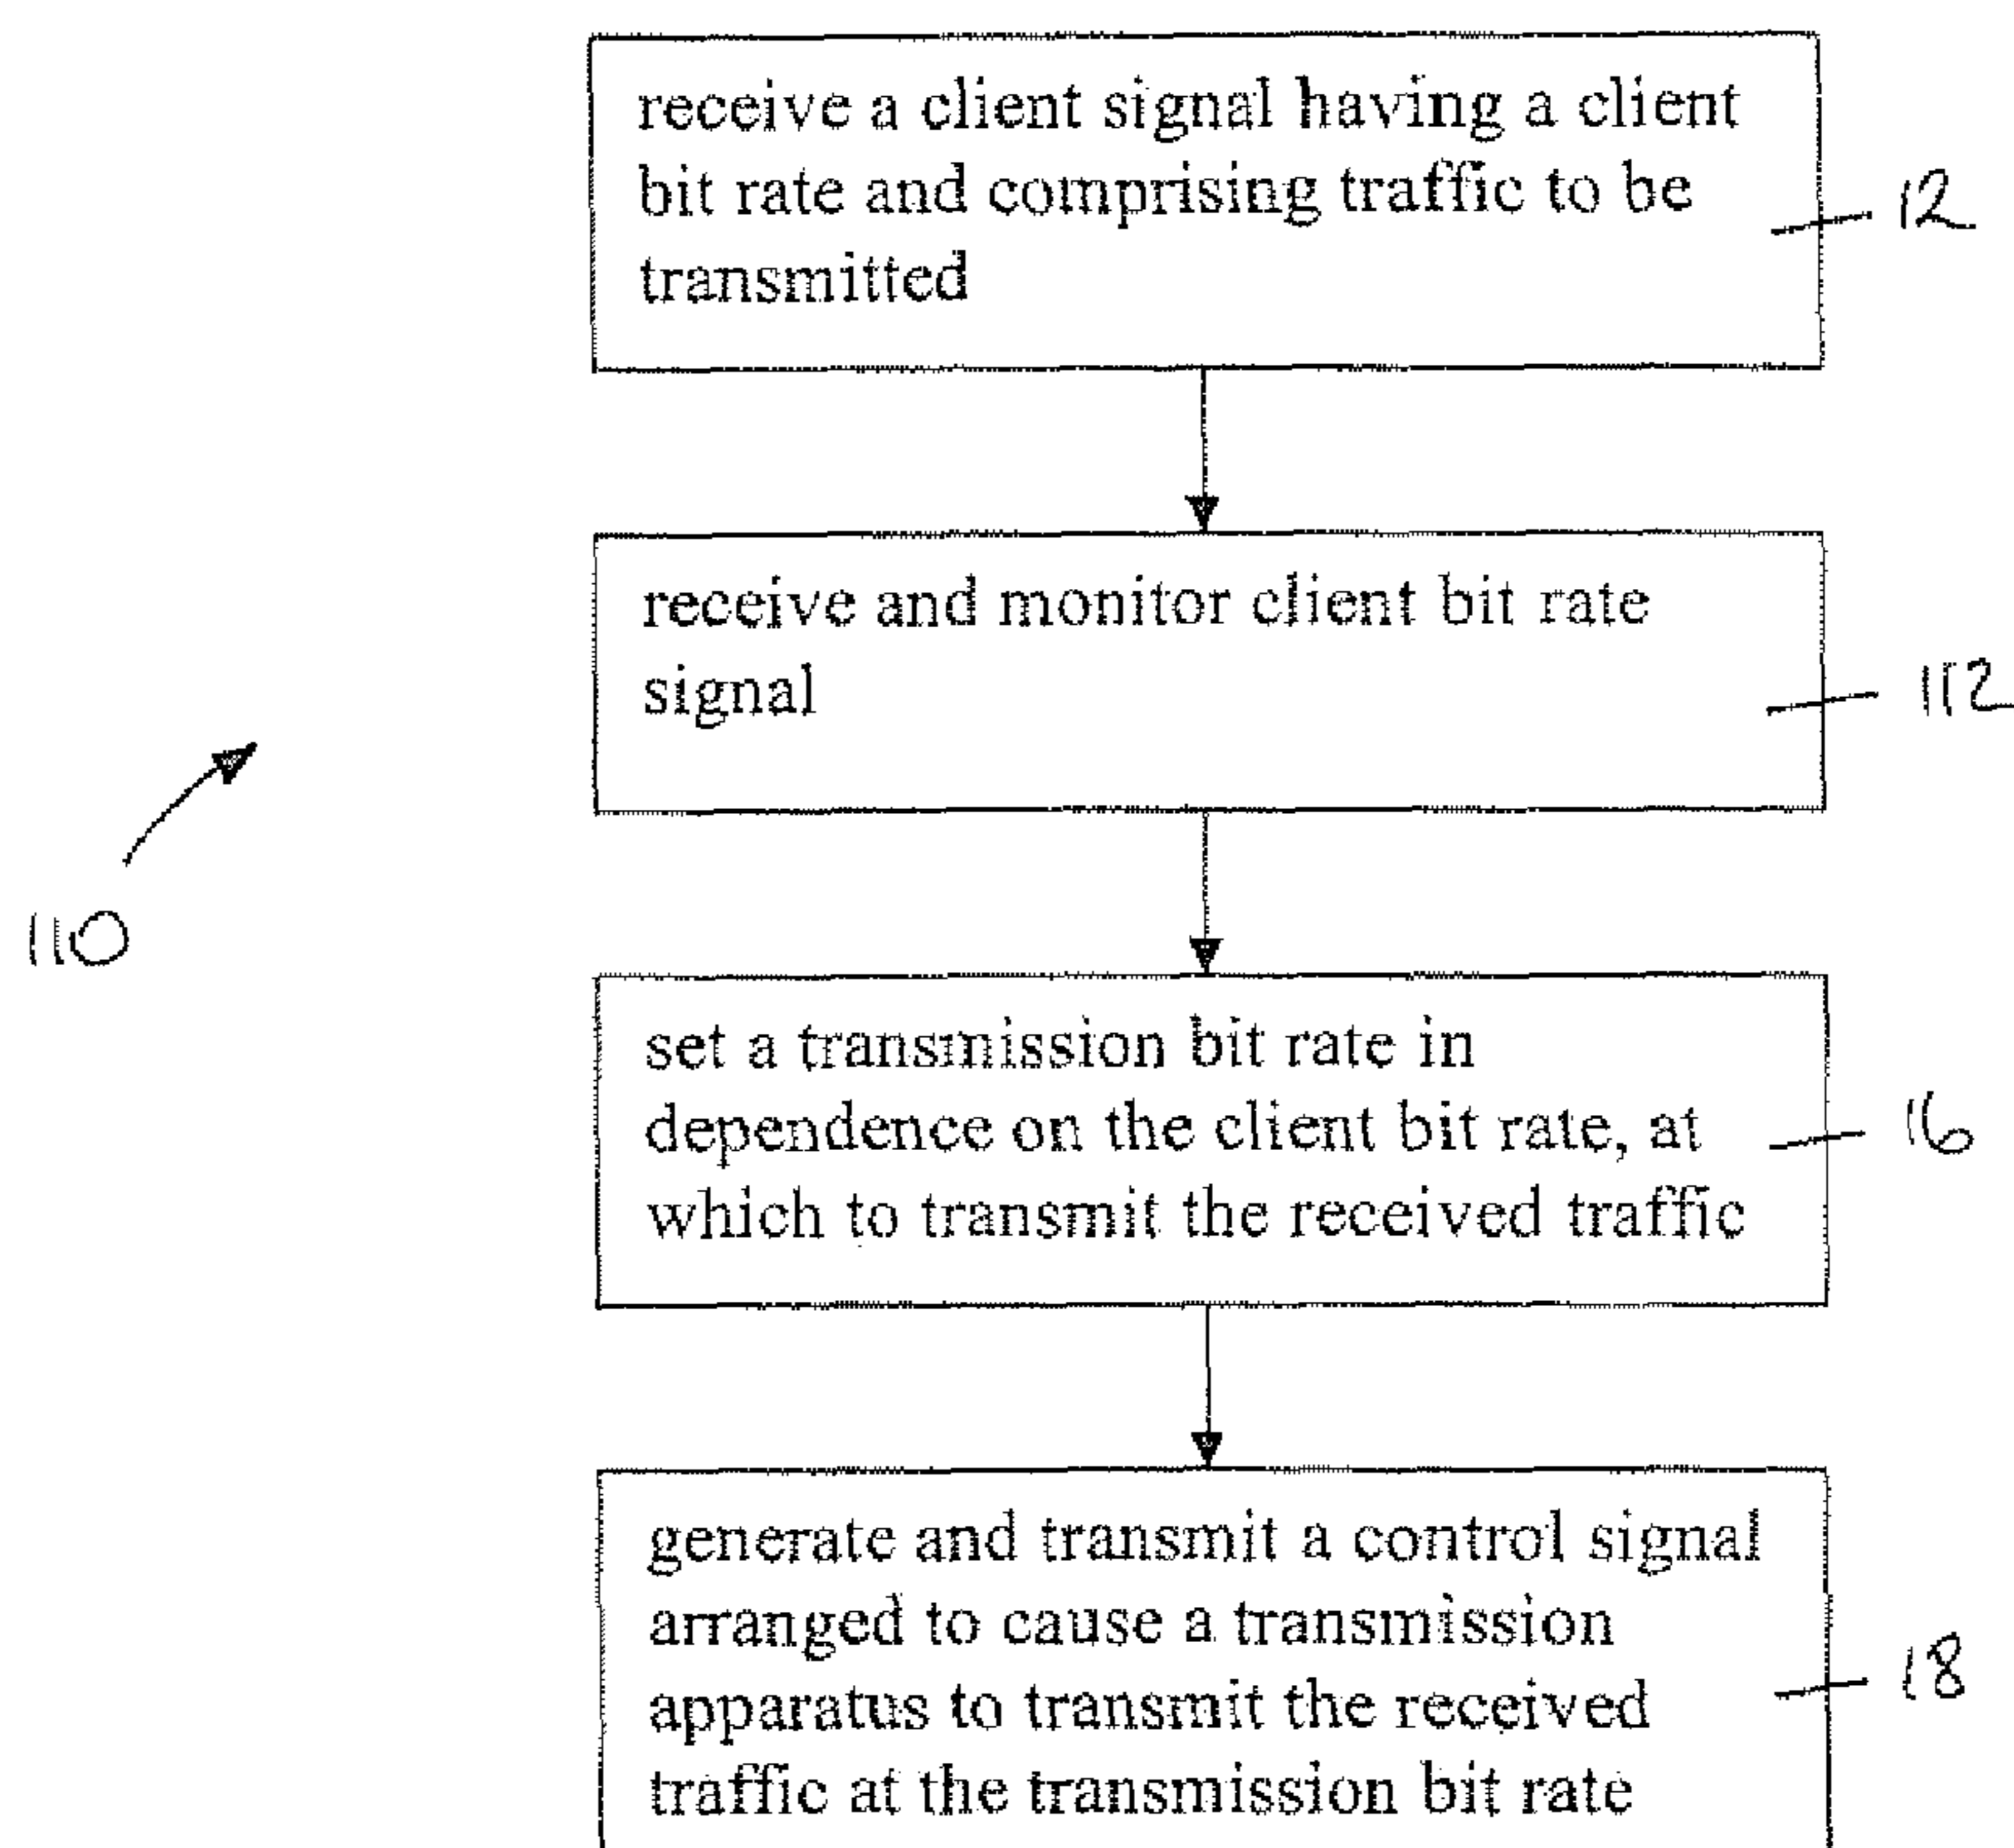 receive a client signal having a client
bit rate and comprising traffic to be
transmitted
12
receive and monitor client bit rate
signal
112
110
set a transmission bit rate in
dependence on the client bit rate, at
which to transmit the received traffic
16
generate and transmit a control signal
arranged to cause a transmission
apparatus to transmit the received
traffic at the transmission bit rate
18